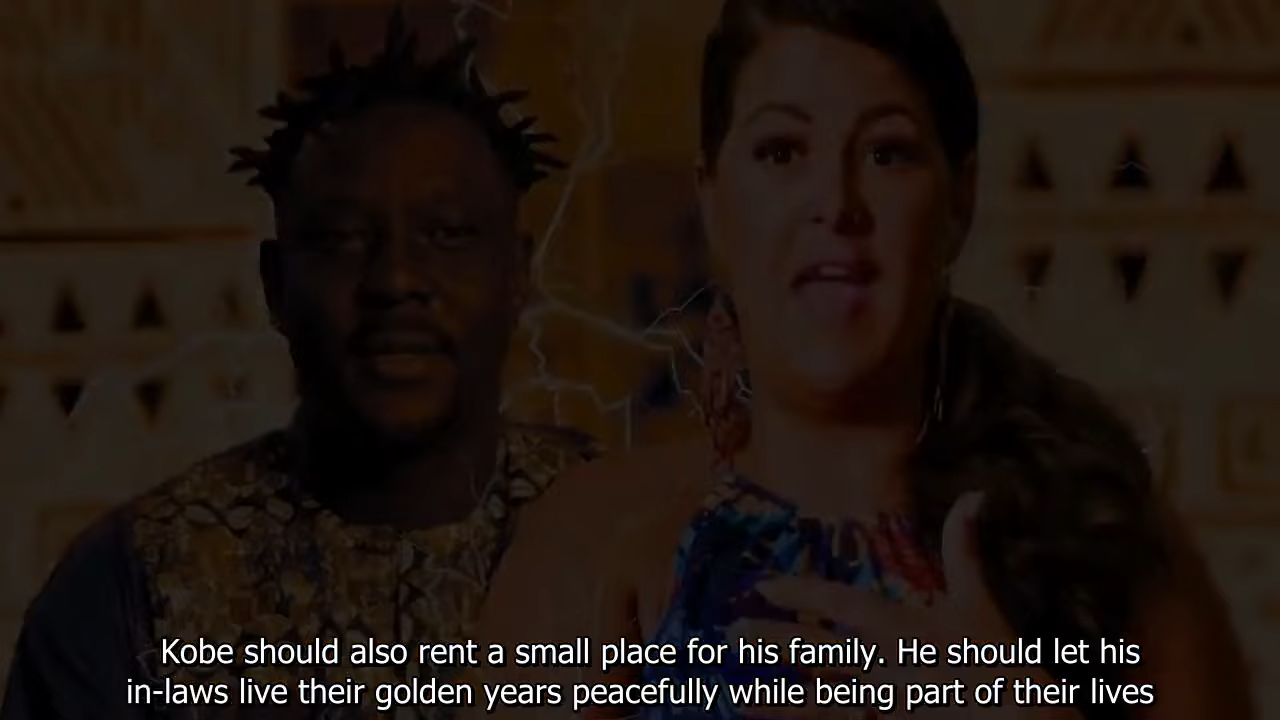 Kobe should also rent a small place for his family. He should let his
in-laws live their golden years peacefully while being part of their lives